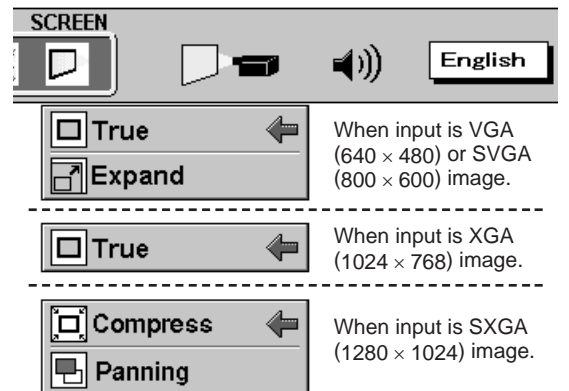 SCREEN
English
True
When input is VGA
(640 × 480) or SVGA
(800 × 600) image.
Expand
True
When input is XGA
(1024 × 768) image.
Compress
When input is SXGA
(1280 × 1024) image.
Panning